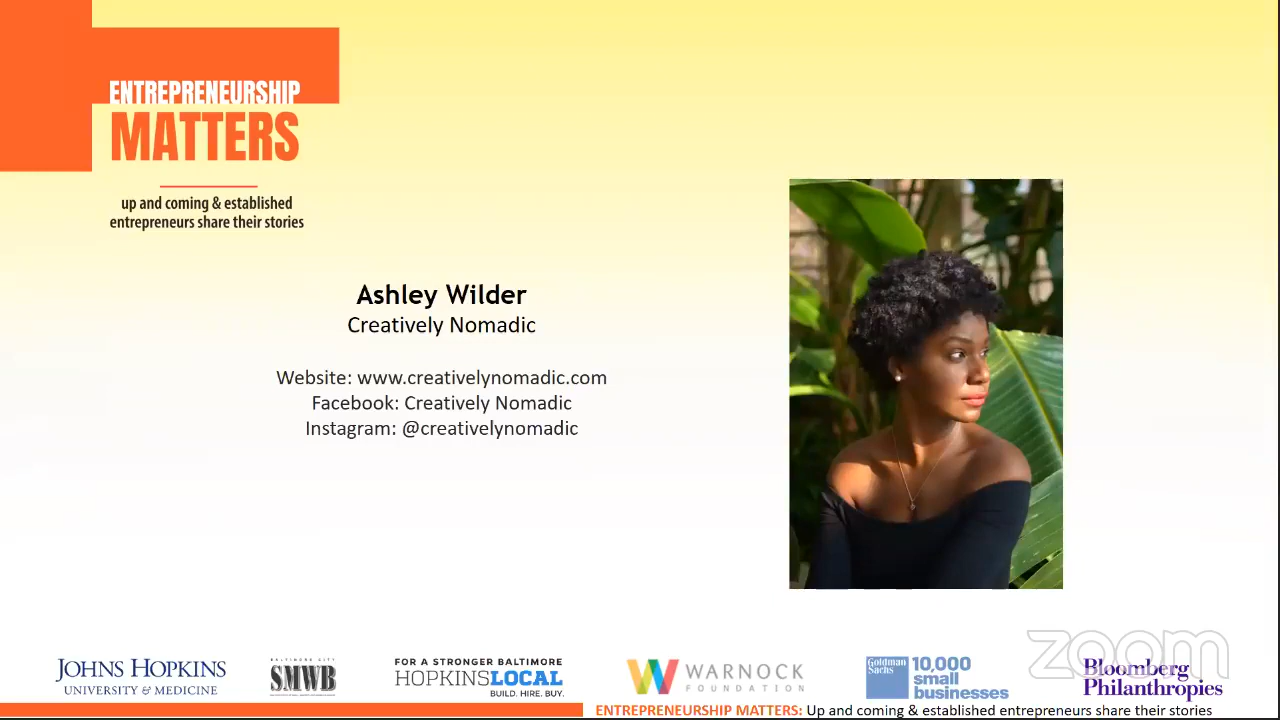 ENTREPRENEURSHIP
MATTERS
up and coming & established
entrepreneurs share their stories
Ashley Wilder
Creatively Nomadic
Website: www.creativelynomadic.com
Facebook: Creatively Nomadic
Instagram: @creativelynomadic
zoom
JOHNS HOPKINS
UNIVERSITY & MEDICINE
BALTIMORE CITY
SMWB
FOR A STRONGER BALTIMORE
HOPKINSLOCAL
BUILD. HIRE. BUY.
WARNOCK
FOUNDATION
Goldman
Sachs
10,000
small
businesses
Bloomberg
Philanthropies
ENTREPRENEURSHIP MATTERS: Up and coming & established entrepreneurs share their stories